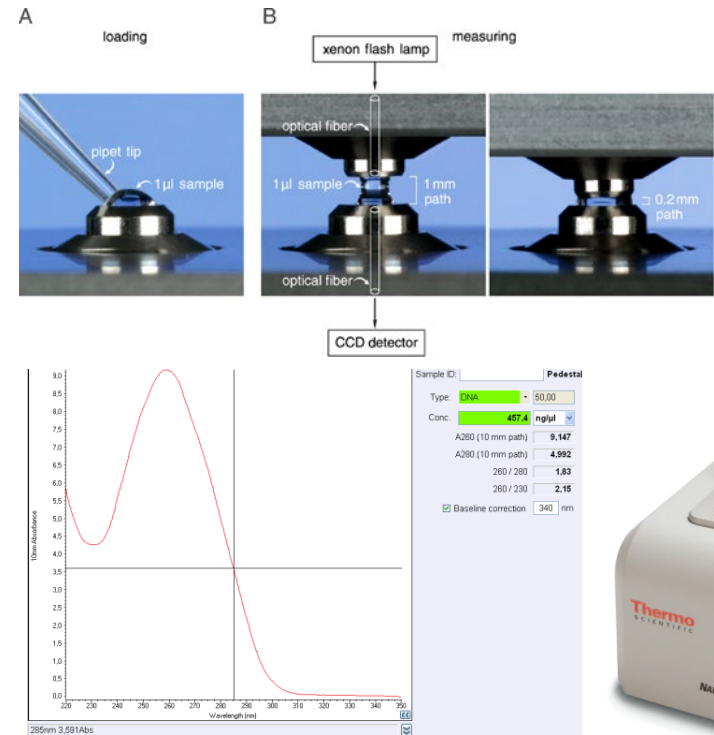 A
B
loading
measuring
xenon flash lamp
optical fiber
pipet tip
1 µl sample
1 µl sample
1 mm
path
0.2 mm
path
optical fiber
CCD detector
9,0
8,5
8,0
7,5
7,0
6,5
6,0
5,5
5,0
4,5
4,0
3,5
3,0
2,5
2,0
1,5
1,0
0,5
0,0
10mm Absorbance
220 230 240 250 260 270 280 290 300 310 320 330 340 350
Wavelength (nm)
285nm 3,591Abs
Sample ID: Pedestal
Type: DNA 50,00
Conc. 457,4 ng/µl
A260 (10 mm path) 9,147
A280 (10 mm path) 4,992
260 / 280 1,83
260 / 230 2,15
Baseline correction 340 nm
Thermo
SCIENTIFIC